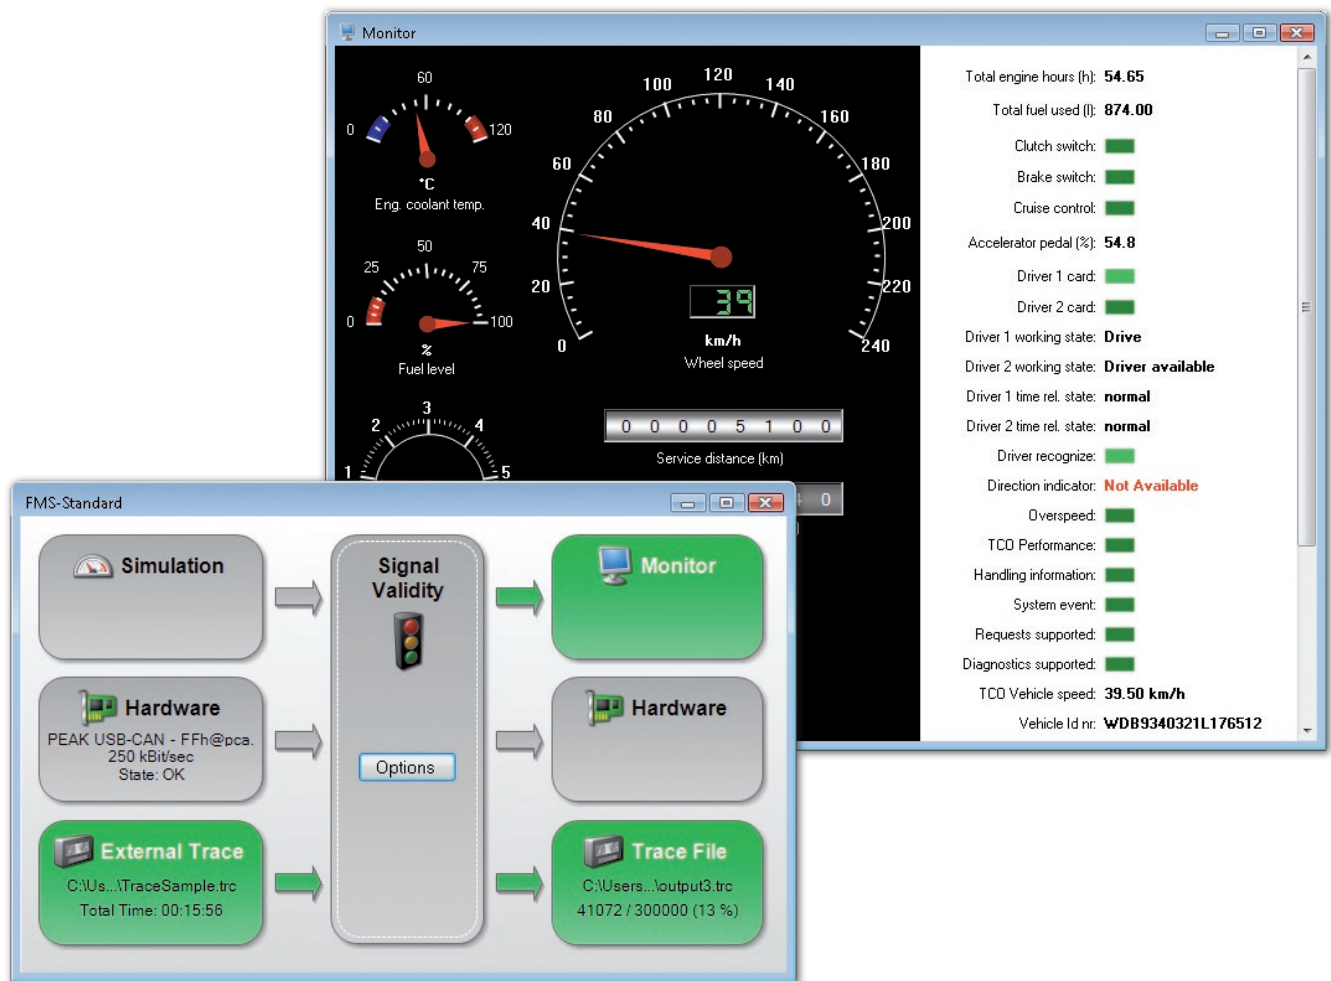 Monitor
60
0
120
°C
Eng. coolant temp.
50
25
75
0
100
%
Fuel level
3
2
4
1
5
120
100
140
80
160
60
180
40
200
20
220
0
240
39
km/h
Wheel speed
0 0 0 0 5 1 0 0
Service distance (km)
0
Total engine hours (h): 54.65
Total fuel used (l): 874.00
Clutch switch:
Brake switch:
Cruise control:
Accelerator pedal (%): 54.8
Driver 1 card:
Driver 2 card:
Driver 1 working state: Drive
Driver 2 working state: Driver available
Driver 1 time rel. state: normal
Driver 2 time rel. state: normal
Driver recognize:
Direction indicator: Not Available
Overspeed:
TCO Performance:
Handling information:
System event:
Requests supported:
Diagnostics supported:
TCO Vehicle speed: 39.50 km/h
Vehicle Id nr: WDB9340321L176512
FMS-Standard
Simulation
Signal
Validity
Monitor
Hardware
PEAK USB-CAN - FFh@pca.
250 kBit/sec
State: OK
Options
Hardware
External Trace
C:\Us...\TraceSample.trc
Total Time: 00:15:56
Trace File
C:\Users...\output3.trc
41072 / 300000 (13 %)